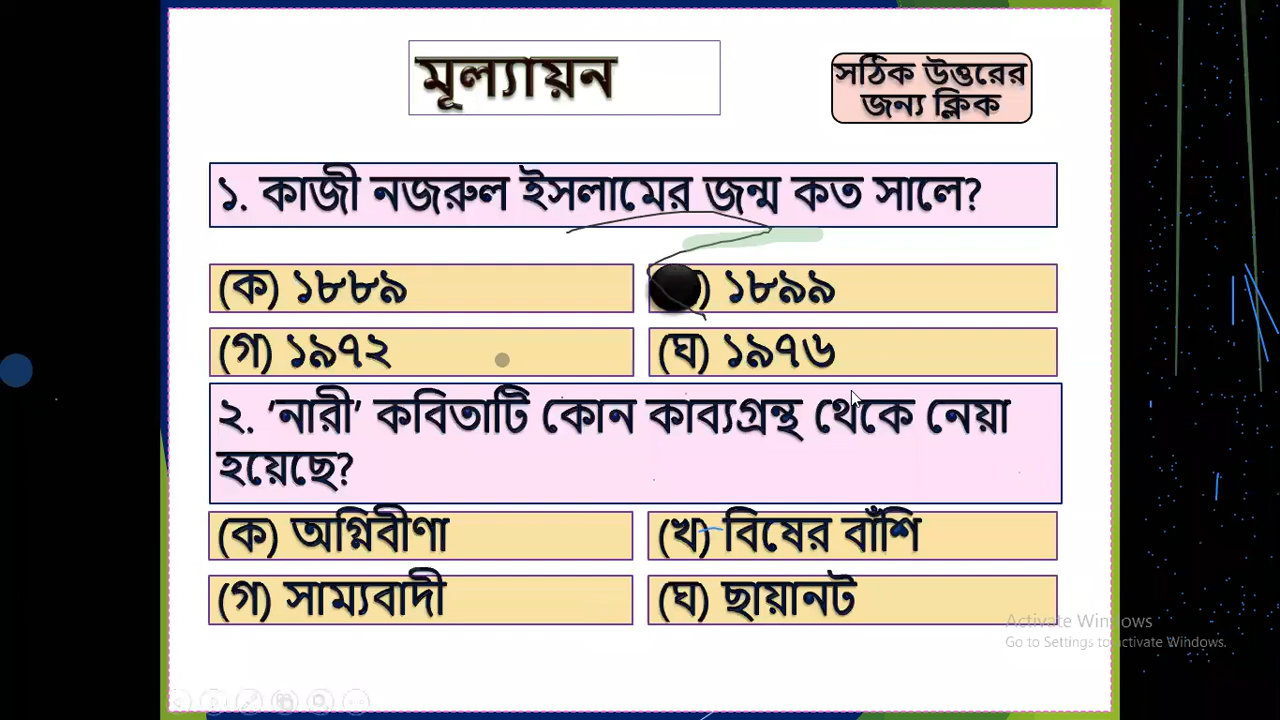 মূল্যায়ন
সঠিক উত্তরের
জন্য ক্লিক
১. কাজী নজরুল ইসলামের জন্ম কত সালে?
(ক) ১৮৮৯
) ১৮৯৯
(গ) ১৯৭২
(ঘ) ১৯৭৬
২. ‘নারী’ কবিতাটি কোন কাব্যগ্রন্থ থেকে নেয়া
হয়েছে?
(ক) অগ্নিবীণা
(খ) বিষের বাঁশি
(গ) সাম্যবাদী
(ঘ) ছায়ানট
Activate Windows
Go to Settings to activate Windows.